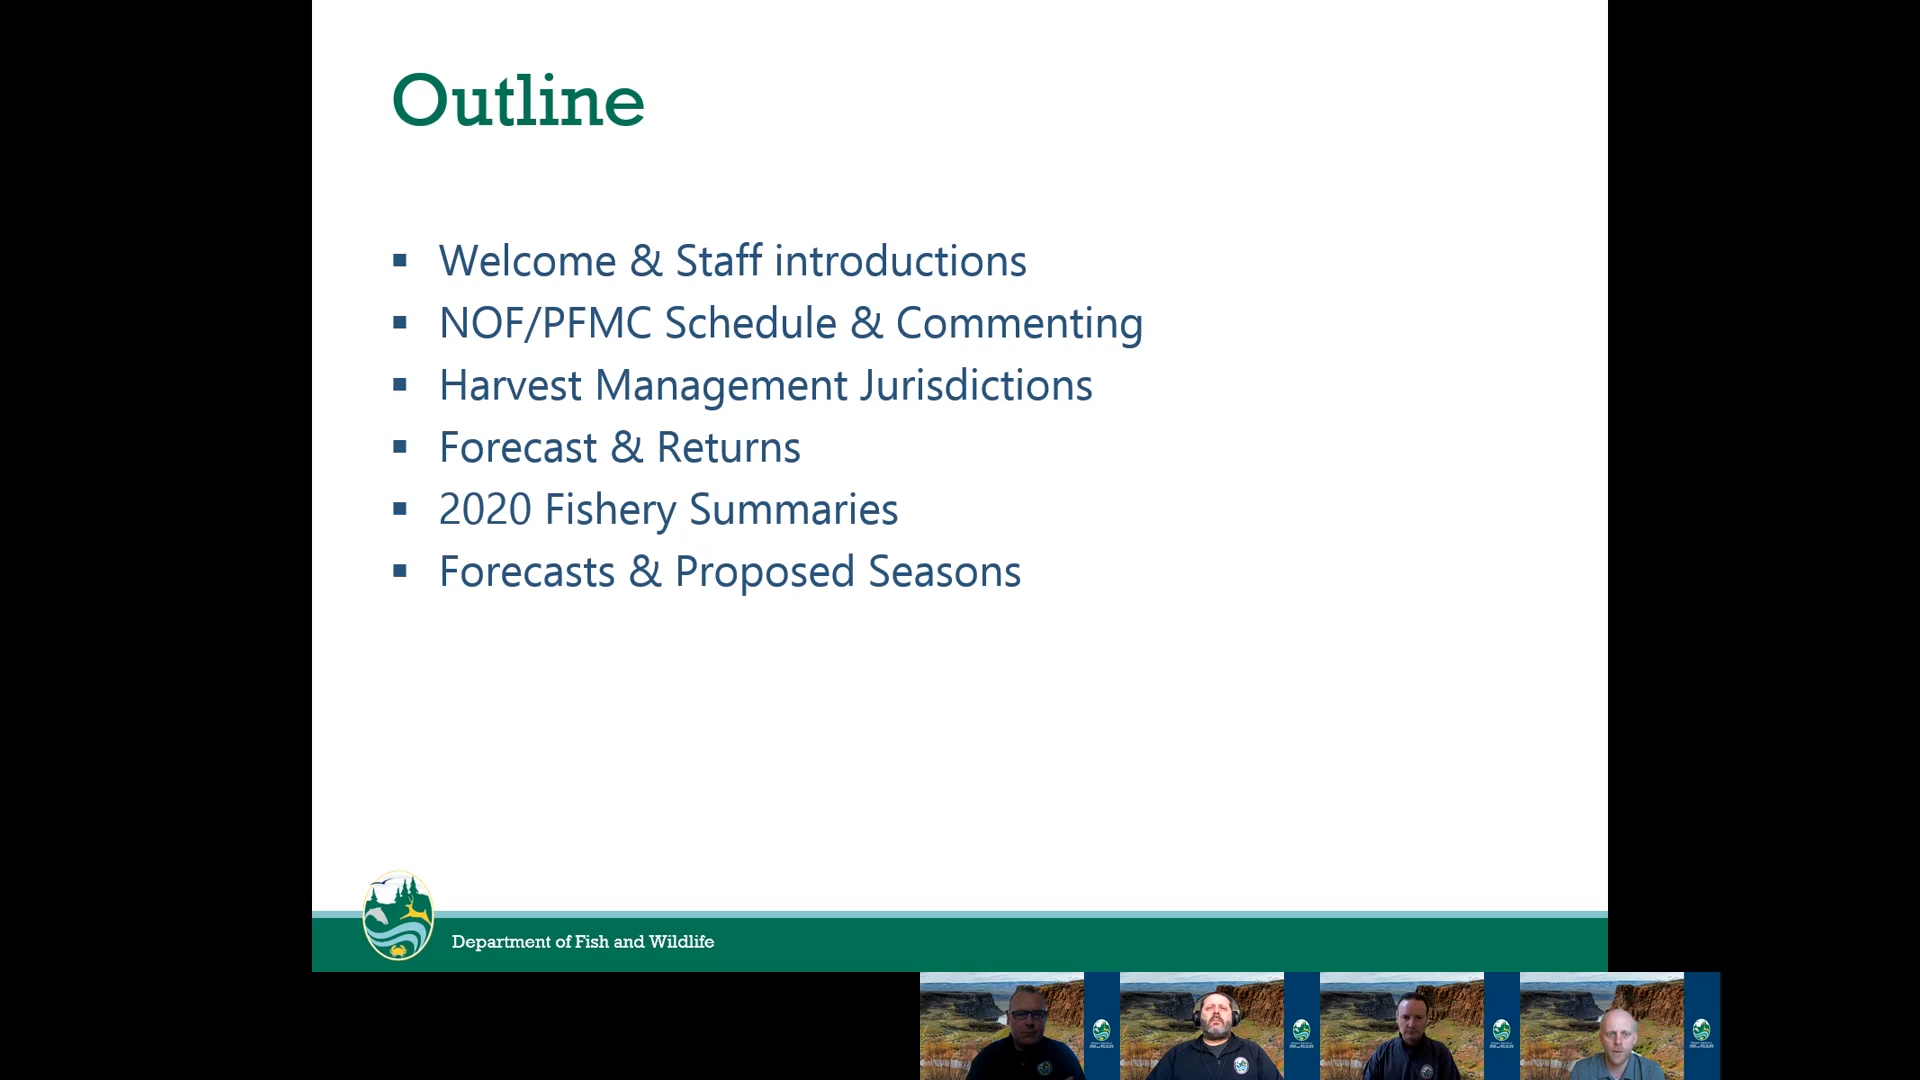 Outline
▪ Welcome & Staff introductions
▪ NOF/PFMC Schedule & Commenting
▪ Harvest Management Jurisdictions
▪ Forecast & Returns
▪ 2020 Fishery Summaries
▪ Forecasts & Proposed Seasons
Department of Fish and Wildlife